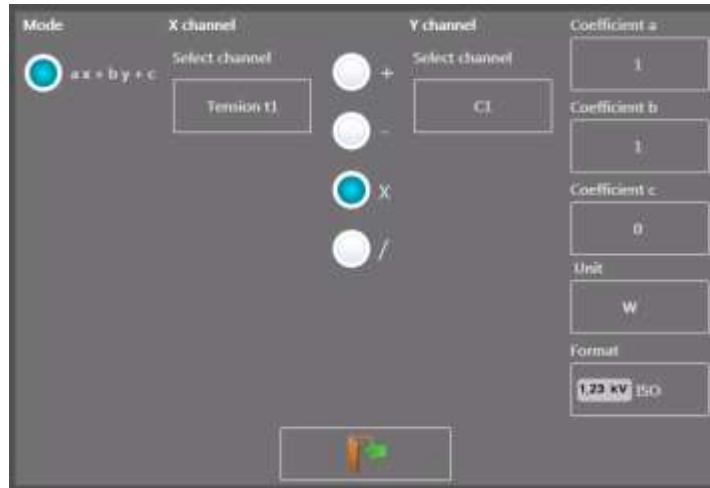 Mode
X channel
Y channel
Coefficient a
Select channel
Select channel
a x + b y + c
+
1
Tension t1
C1
Coefficient b
-
1
X
Coefficient c
0
/
Unit
W
Format
1,23 kV ISO